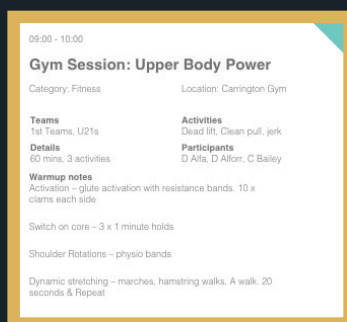 09:00 - 10:00
Gym Session: Upper Body Power
Category: Fitness
Location: Carrington Gym
Teams
1st Teams, U21s
Activities
Dead lift, Clean pull, jerk
Details
60 mins, 3 activities
Participants
D Alfa, D Alforr, C Bailey
Warmup notes
Activation – glute activation with resistance bands. 10 x
clams each side
Switch on core – 3 x 1 minute holds
Shoulder Rotations – physio bands
Dynamic stretching – marches, hamstring walks, A walk. 20
seconds & Repeat